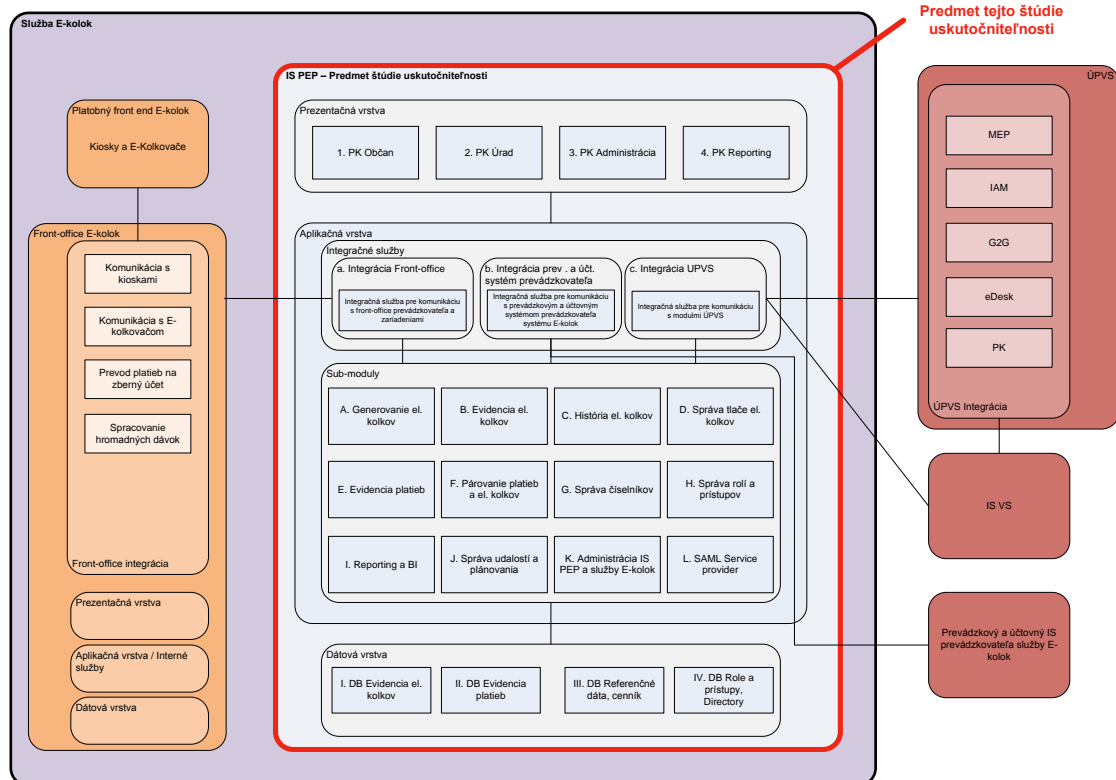 Predmet tejto štúdie
uskutočniteľnosti
Služba E-kolok
IS PEP – Predmet štúdie uskutočniteľnosti
ÚPVS
Platobný front end E-kolok
Kiosky a E-Kolkovače
Prezentačná vrstva
1. PK Občan
2. PK Úrad
3. PK Administrácia
4. PK Reporting
MEP
IAM
G2G
eDesk
PK
ÚPVS Integrácia
Front-office E-kolok
Komunikácia s
kioskami
Komunikácia s E-
kolkovačom
Prevod platieb na
zberný účet
Spracovanie
hromadných dávok
Front-office integrácia
Prezentačná vrstva
Aplikačná vrstva / Interné
služby
Dátová vrstva
Aplikačná vrstva
Integračné služby
a. Integrácia Front-office
Integračná služba pre komunikáciu
s front-office prevádzkovateľa a
zariadeniami
b. Integrácia prev . a účt.
systém prevádzkovateľa
Integračná služba pre komunikáciu
s prevádzkovým a účtovným
systémom prevádzkovateľa
systému E-kolok
c. Integrácia UPVS
Integračná služba pre komunikáciu
s modulmi ÚPVS
Sub-moduly
A. Generovanie el.
kolkov
B. Evidencia el.
kolkov
C. História el. kolkov
D. Správa tlače el.
kolkov
E. Evidencia platieb
F. Párovanie platieb
a el. kolkov
G. Správa číselníkov
H. Správa rolí a
prístupov
I. Reporting a BI
J. Správa udalostí a
plánovania
K. Administrácia IS
PEP a služby E-kolok
L. SAML Service
provider
Dátová vrstva
I. DB Evidencia el.
kolkov
II. DB Evidencia
platieb
III. DB Referenčné
dáta, cenník
IV. DB Role a
prístupy,
Directory
IS VS
Prevádzkový a účtovný IS
prevádzkovateľa služby E-
kolok